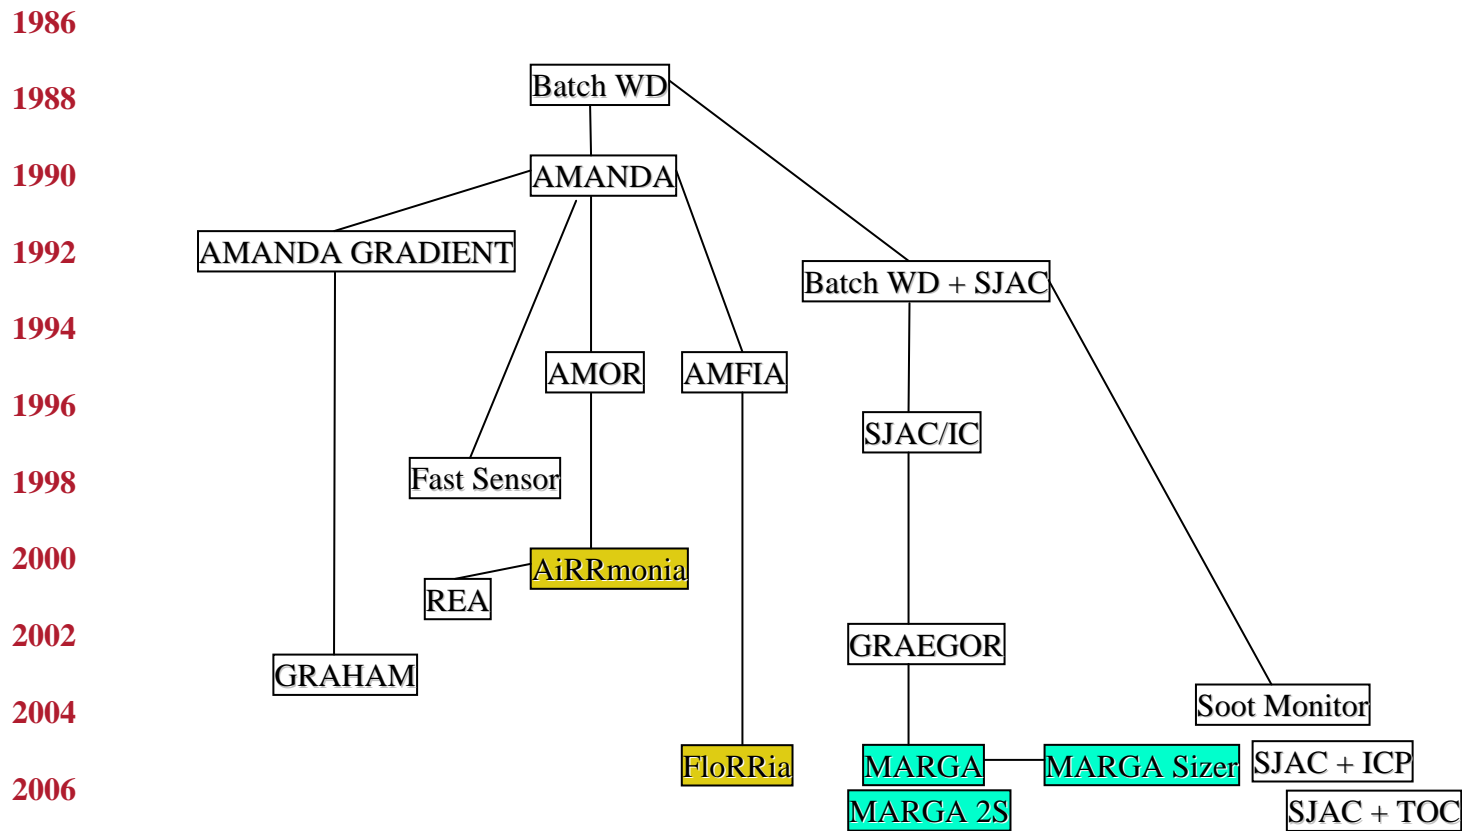 1986
Batch WD
1988
1990
AMANDA
1992
AMANDA GRADIENT
Batch WD + SJAC
1994
AMOR
AMFIA
1996
SJAC/IC
1998
Fast Sensor
2000
AiRRmonia
REA
2002
GRAEGOR
GRAHAM
2004
Soot Monitor
FloRRia
MARGA
MARGA Sizer
SJAC + ICP
2006
MARGA 2S
SJAC + TOC